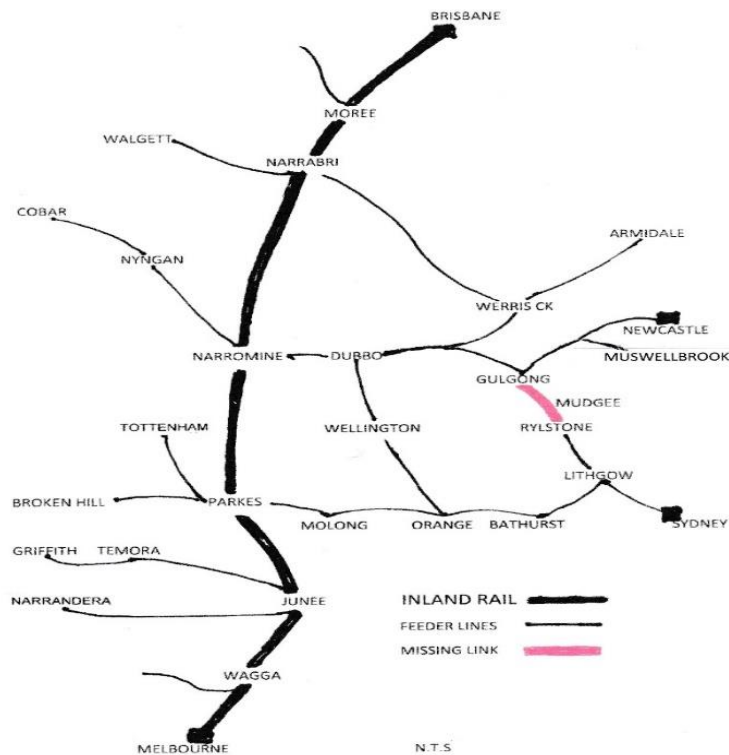 BRISBANE
MOREE
WALGETT
NARRABRI
COBAR
ARMIDALE
NYNGAN
WERRIS CK
NEWCASTLE
NARROMINE
DUBBO
MUSWELLBROOK
GULGONG
MUDGEE
TOTTENHAM
WELLINGTON
RYLSTONE
LITHGOW
BROKEN HILL
PARKES
MOLONG
ORANGE
BATHURST
SYDNEY
GRIFFITH
TEMORA
NARRANDERA
JUNEE
INLAND RAIL
FEEDER LINES
MISSING LINK
WAGGA
MELBOURNE
N.T.S